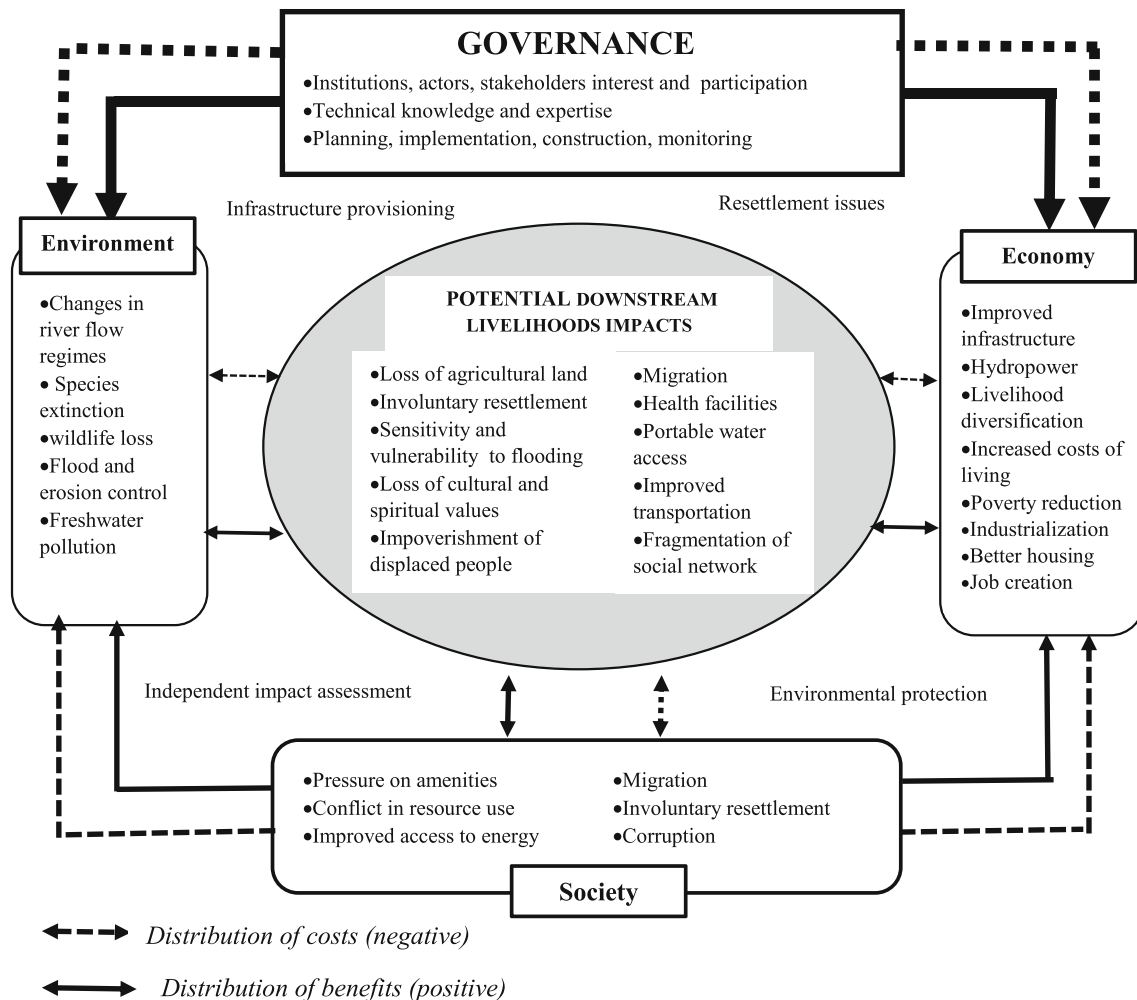 GOVERNANCE
•Institutions, actors, stakeholders interest and participation
•Technical knowledge and expertise
•Planning, implementation, construction, monitoring
Infrastructure provisioning
Resettlement issues
Environment
•Changes in
river flow
regimes
• Species
extinction
•wildlife loss
•Flood and
erosion control
•Freshwater
pollution
POTENTIAL DOWNSTREAM
LIVELIHOODS IMPACTS
•Loss of agricultural land
•Involuntary resettlement
•Sensitivity and
vulnerability to flooding
•Loss of cultural and
spiritual values
•Impoverishment of
displaced people
•Migration
•Health facilities
•Portable water
access
•Improved
transportation
•Fragmentation of
social network
Economy
•Improved
infrastructure
•Hydropower
•Livelihood
diversification
•Increased costs of
living
•Poverty reduction
•Industrialization
•Better housing
•Job creation
Independent impact assessment
Environmental protection
•Pressure on amenities
•Conflict in resource use
•Improved access to energy
•Migration
•Involuntary resettlement
•Corruption
Society
Distribution of costs (negative)
Distribution of benefits (positive)